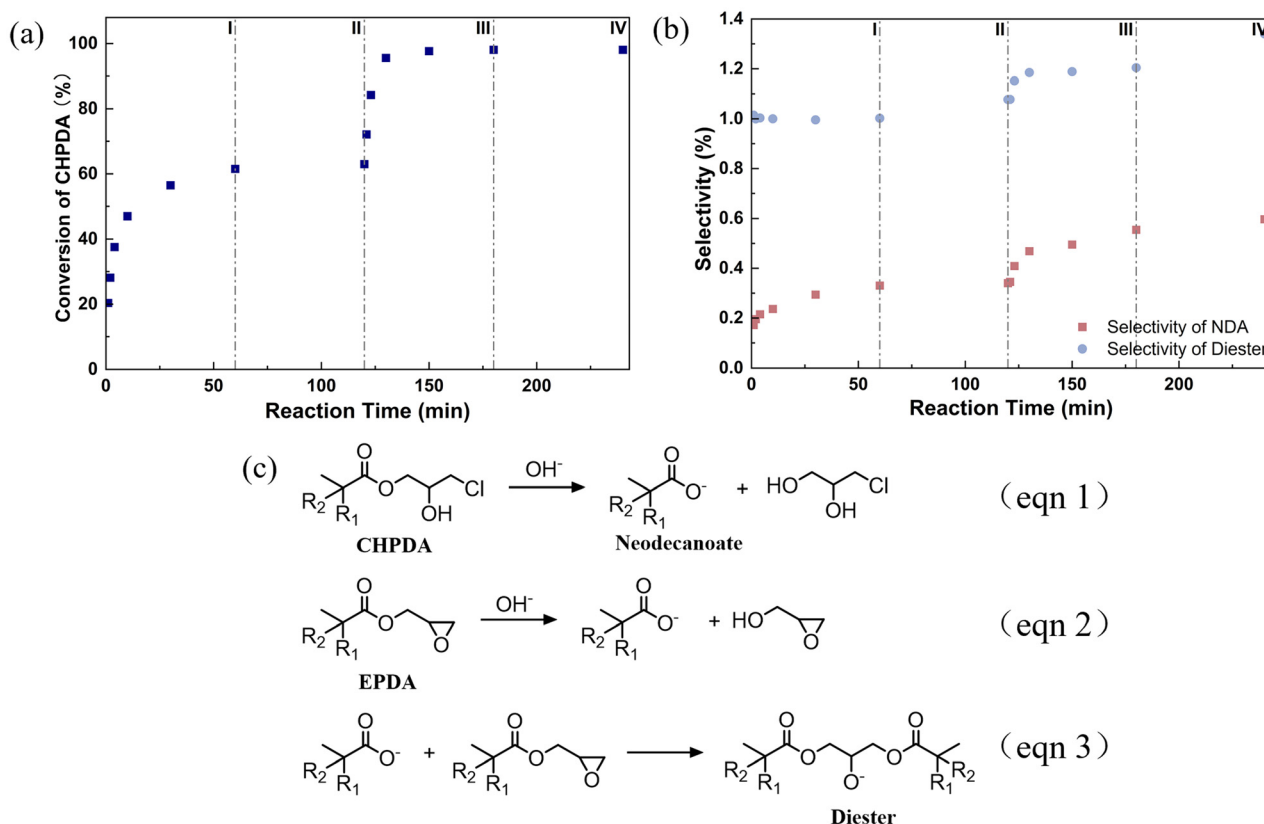 (a)
I II III IV
100
80
60
40
20
0
Conversion of CHPDA (%)
0 50 100 150 200
Reaction Time (min)
(b)
I II III IV
1.4
1.2
1.0
0.8
0.6
0.4
0.2
0.0
Selectivity (%)
Selectivity of NDA
Selectivity of Diester
0 50 100 150 200
Reaction Time (min)
(c)
O
R2 R1 O OH Cl
OH-
O
R2 R1 O-
+
HO OH Cl
(eqn 1)
CHPDA
Neodecanoate
O
R2 R1 O O
OH-
O
R2 R1 O-
+
HO O
(eqn 2)
EPDA
O
R2 R1 O-
+
O
R2 R1 O O
O O
R2 R1 O O- O R1 R2
(eqn 3)
Diester